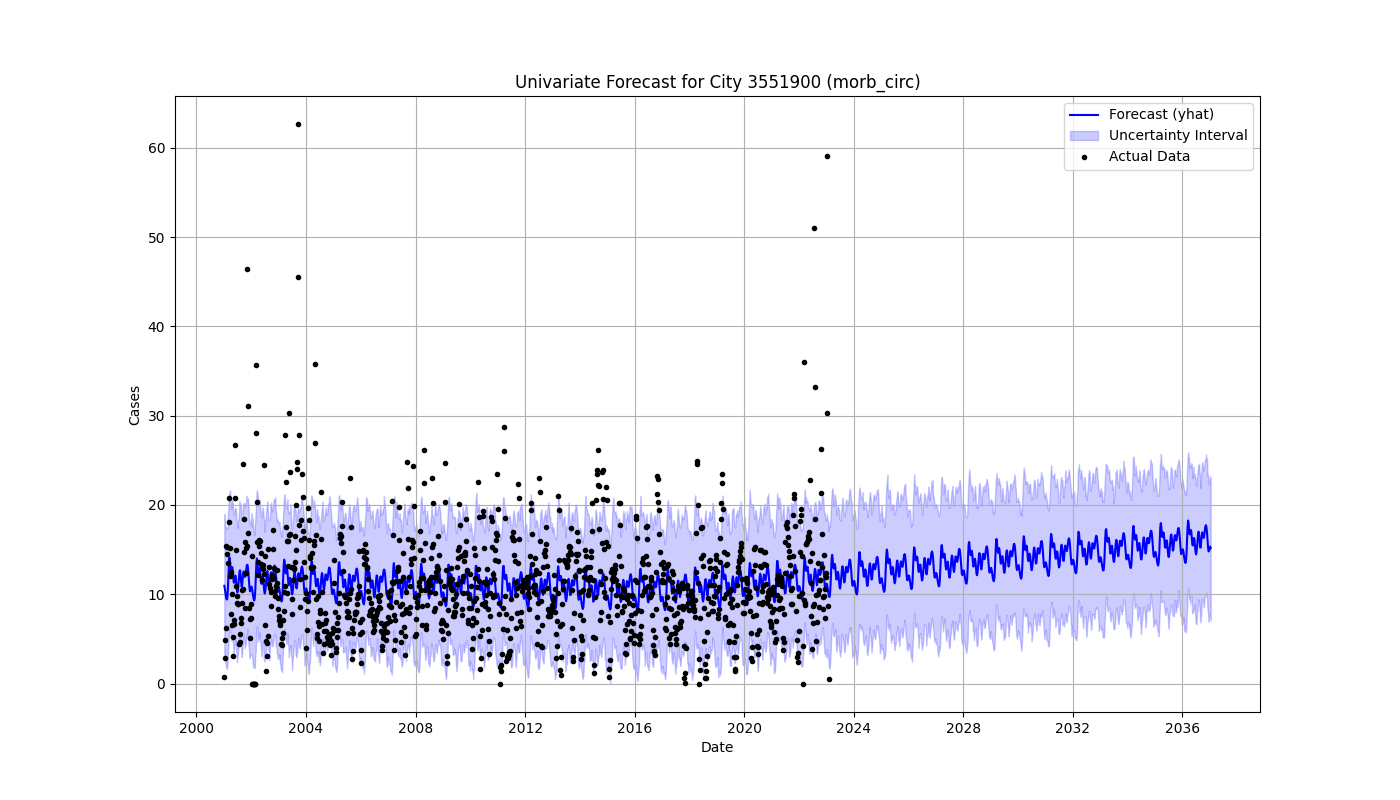 Univariate Forecast for City 3551900 (morb_circ)
Forecast (yhat)
Uncertainty Interval
Actual Data
60
50
40
30
20
10
0
Cases
2000 2004 2008 2012 2016 2020 2024 2028 2032 2036
Date